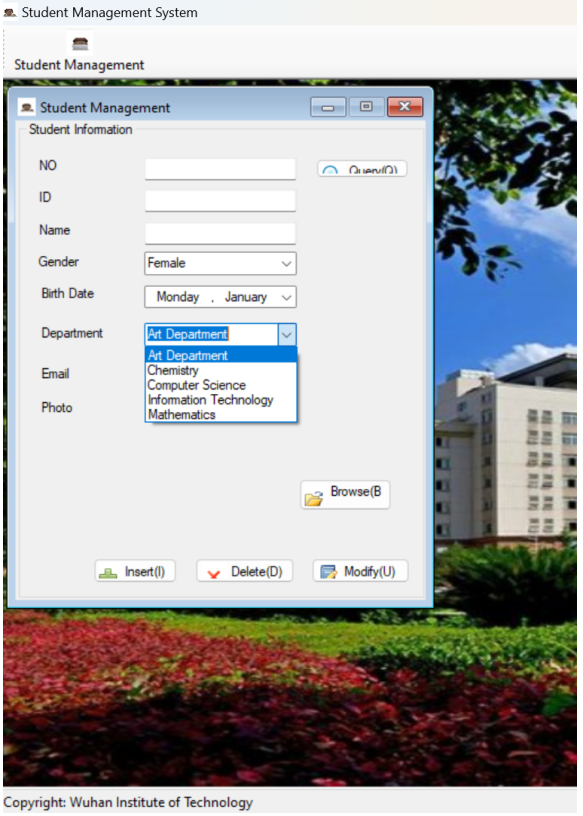 Student Management System
Student Management
Student Management
Student Information
NO
Query(Q)
ID
Name
Gender
Female
Birth Date
Monday , January
Department
Art Department
Art Department
Chemistry
Computer Science
Information Technology
Mathematics
Email
Photo
Browse(B
Insert(I)
Delete(D)
Modify(U)
Copyright: Wuhan Institute of Technology